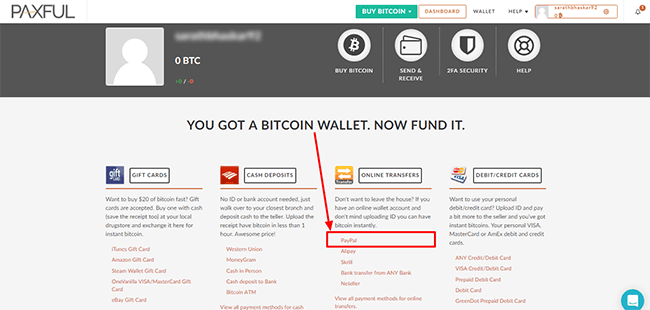 PAXFUL
BUY BITCOIN
DASHBOARD
WALLET
HELP
0 BTC
+0 / -0
BUY BITCOIN
SEND &
RECEIVE
2FA SECURITY
HELP
YOU GOT A BITCOIN WALLET. NOW FUND IT.
GIFT CARDS
Want to buy $20 of bitcoin fast? Gift
cards are accepted. Buy one with cash
(save the receipt too) at your local
drugstore and exchange it here for
instant bitcoin.
iTunes Gift Card
Amazon Gift Card
Steam Wallet Gift Card
OneVanilla VISA/MasterCard Gift
Card
eBay Gift Card
CASH DEPOSITS
No ID or bank account needed, just
walk over to your closest branch and
deposit cash to the teller. Upload the
receipt have bitcoin in less than 1
hour. Awesome price!
Western Union
MoneyGram
Cash In Person
Cash deposit to Bank
Bitcoin ATM
View all payment methods for cash
ONLINE TRANSFERS
Transfer
Don't want to leave the house? If you
have an online wallet account and
don't mind uploading ID you can have
bitcoin instantly.
PayPal
Alipay
Skrill
Bank transfer from ANY Bank
Neteller
View all payment methods for online
transfers.
DEBIT/CREDIT CARDS
VISA
Want to use your personal
debit/credit card? Upload ID and pay
a bit more to the seller and you've got
instant bitcoins. Your personal VISA,
MasterCard or AmEx debit and credit
cards.
ANY Credit/Debit Card
VISA Credit/Debit Card
Prepaid Debit Card
Debit Card
GreenDot Prepaid Debit Card